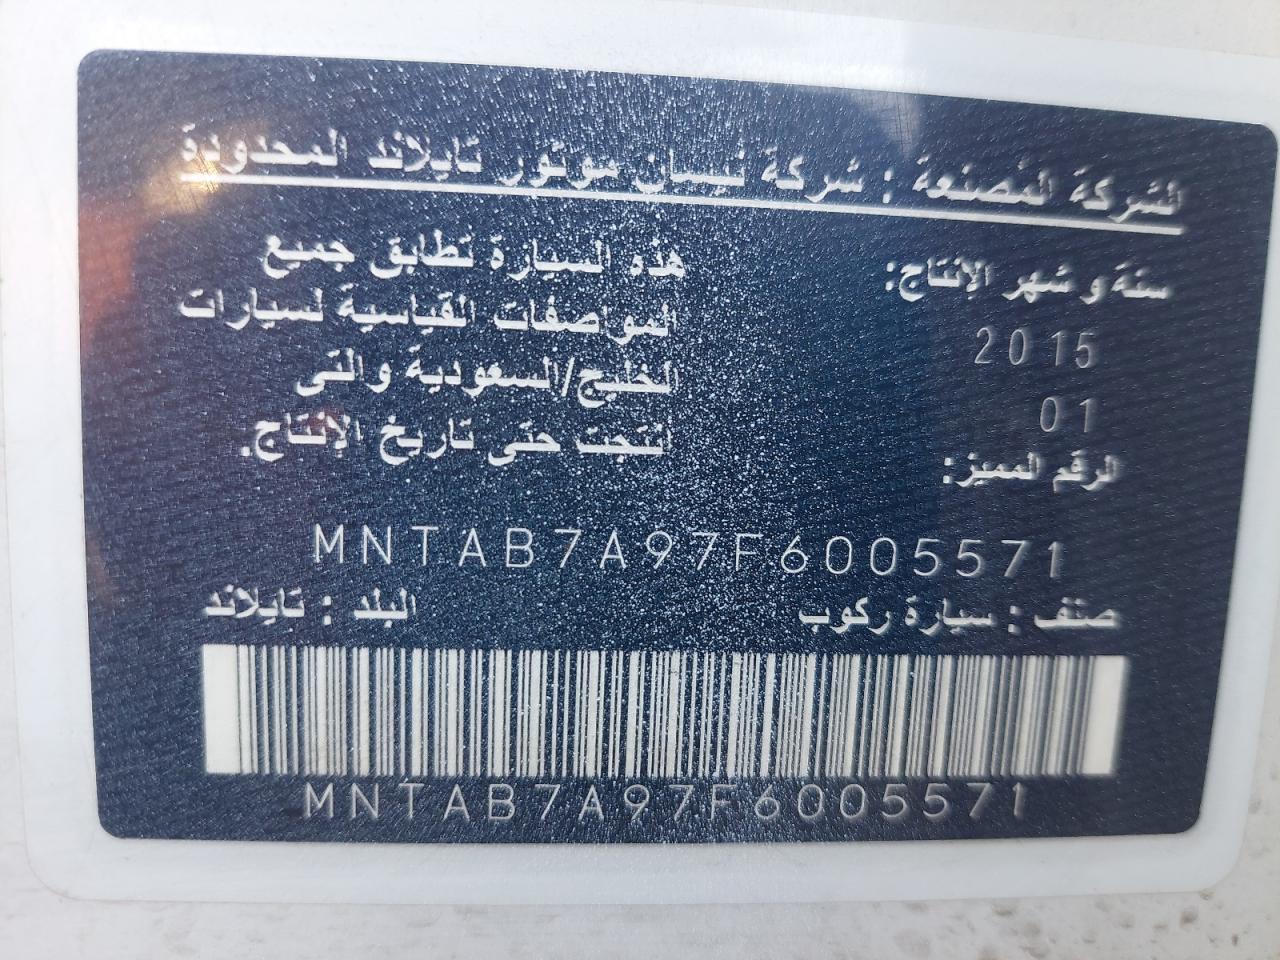 الشركة المصنعة : شركة نيسان موتور تايلاند المحدودة
سنة و شهر الإنتاج:
2015
01
هذه السيارة تطابق جميع
المواصفات القياسية لسيارات
الخليج/السعودية والتى
انتجت حتى تاريخ الإنتاج.
الرقم المميز:
MNTAB7A97F6005571
صنف : سيارة ركوب
البلد : تايلاند
MNTAB7A97F6005571